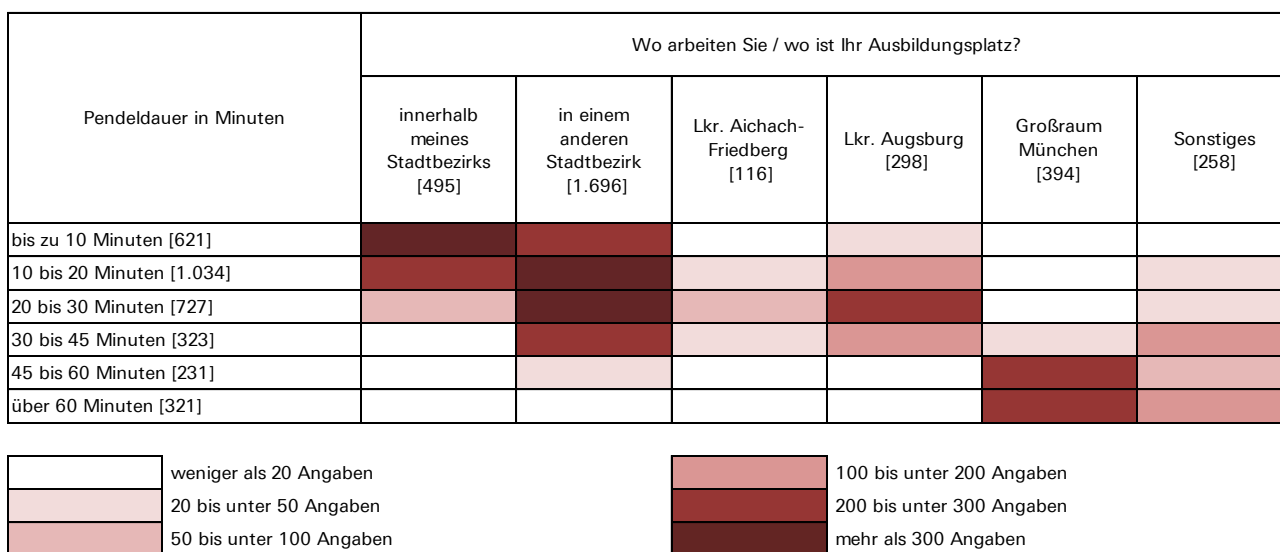 Wo arbeiten Sie / wo ist Ihr Ausbildungsplatz?
Pendeldauer in Minuten
innerhalb
meines
Stadtbezirks
[495]
in einem
anderen
Stadtbezirk
[1.696]
Lkr. Aichach-
Friedberg
[116]
Lkr. Augsburg
[298]
Großraum
München
[394]
Sonstiges
[258]
bis zu 10 Minuten [621]
10 bis 20 Minuten [1.034]
20 bis 30 Minuten [727]
30 bis 45 Minuten [323]
45 bis 60 Minuten [231]
über 60 Minuten [321]
weniger als 20 Angaben
20 bis unter 50 Angaben
50 bis unter 100 Angaben
100 bis unter 200 Angaben
200 bis unter 300 Angaben
mehr als 300 Angaben